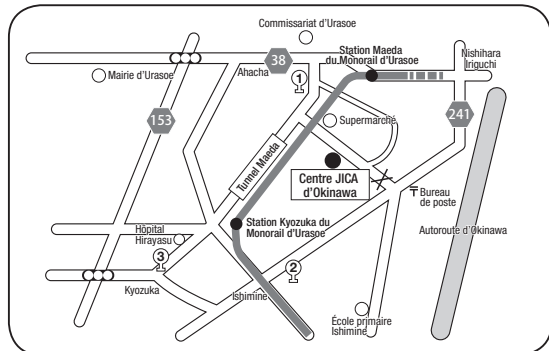 Commissariat d'Urasoe
Station Maeda
du Monorail d'Urasoe
Nishihara
Iriguchi
38
Mairie d'Urasoe
Ahacha
1
153
241
Supermarché
Tunnel Maeda
Centre JICA
d'Okinawa
Bureau
de poste
Station Kyozuka du
Monorail d'Urasoe
Autoroute d'Okinawa
Hôpital
Hirayasu
3
2
Kyozuka
Ishimine
École primaire
Ishimine